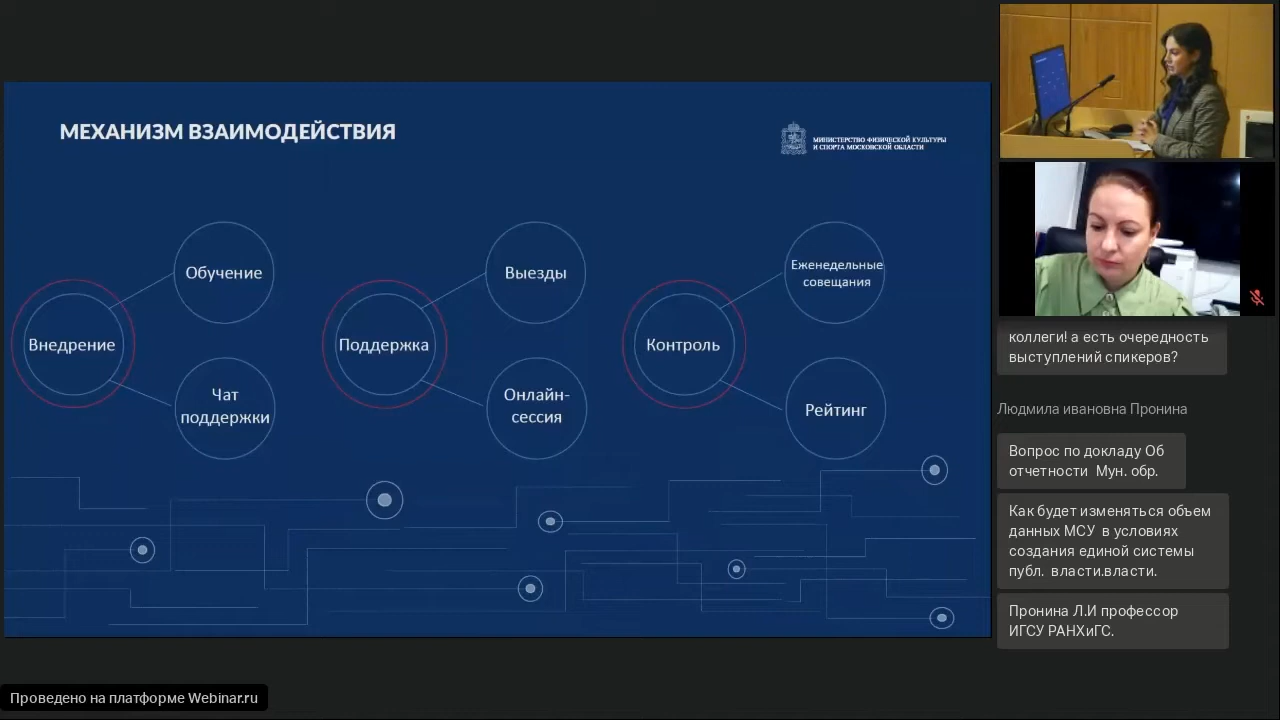 МЕХАНИЗМ ВЗАИМОДЕЙСТВИЯ
МИНИСТЕРСТВО ФИЗИЧЕСКОЙ КУЛЬТУРЫ
И СПОРТА МОСКОВСКОЙ ОБЛАСТИ
Внедрение
Обучение
Чат
поддержки
Поддержка
Выезды
Онлайн-
сессия
Контроль
Еженедельные
совещания
Рейтинг
коллеги! а есть очередность
выступлений спикеров?
Людмила ивановна Пронина
Вопрос по докладу Об
отчетности Мун. обр.
Как будет изменяться объем
данных МСУ в условиях
создания единой системы
публ. власти.власти.
Пронина Л.И профессор
ИГСУ РАНХиГС.
Проведено на платформе Webinar.ru